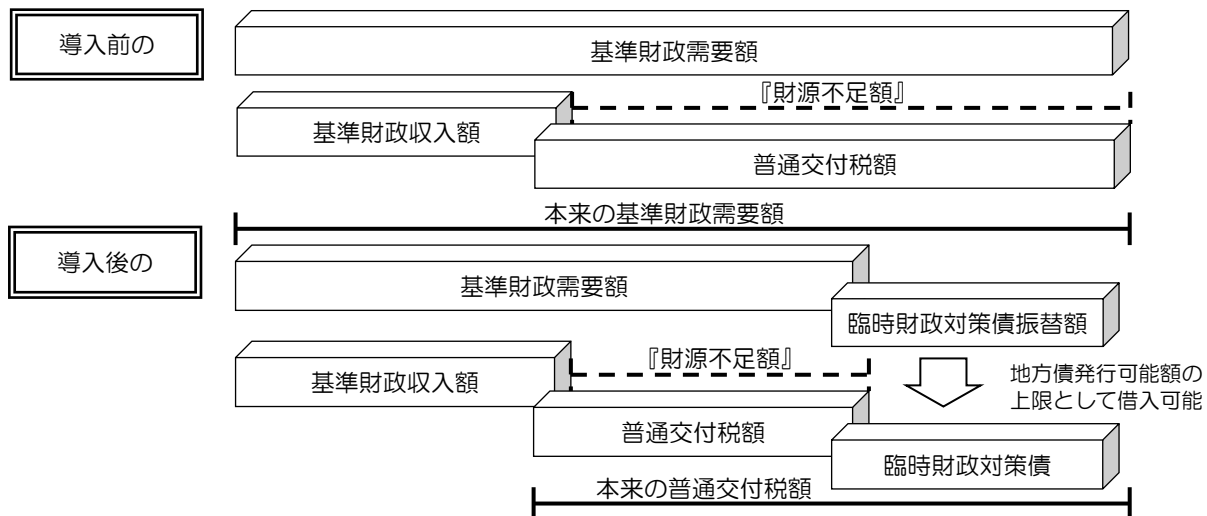 導入前の
基準財政需要額
『財源不足額』
基準財政収入額
普通交付税額
本来の基準財政需要額
導入後の
基準財政需要額
臨時財政対策債振替額
『財源不足額』
基準財政収入額
地方債発行可能額の
上限として借入可能
普通交付税額
臨時財政対策債
本来の普通交付税額